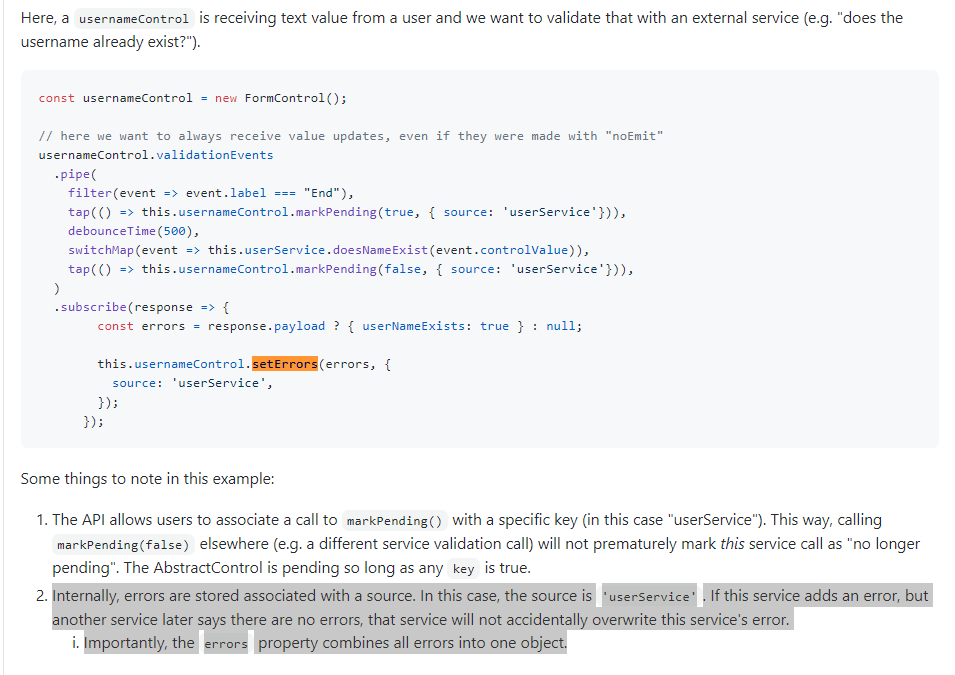 Here, a usernameControl is receiving text value from a user and we want to validate that with an external service (e.g. "does the
username already exist?").
const usernameControl = new FormControl();
// here we want to always receive value updates, even if they were made with "noEmit"
usernameControl.validationEvents
  .pipe(
    filter(event => event.label === "End"),
    tap(() => this.usernameControl.markPending(true, { source: 'userService'})),
    debounceTime(500),
    switchMap(event => this.userService.doesNameExist(event.controlValue)),
    tap(() => this.usernameControl.markPending(false, { source: 'userService'})),
  )
  .subscribe(response => {
        const errors = response.payload ? { userNameExists: true } : null;
        this.usernameControl.setErrors(errors, {
          source: 'userService',
        });
      });
Some things to note in this example:
1. The API allows users to associate a call to markPending() with a specific key (in this case "userService"). This way, calling
markPending(false) elsewhere (e.g. a different service validation call) will not prematurely mark this service call as "no longer
pending". The AbstractControl is pending so long as any key is true.
2. Internally, errors are stored associated with a source. In this case, the source is 'userService' . If this service adds an error, but
another service later says there are no errors, that service will not accidentally overwrite this service's error.
i. Importantly, the errors property combines all errors into one object.